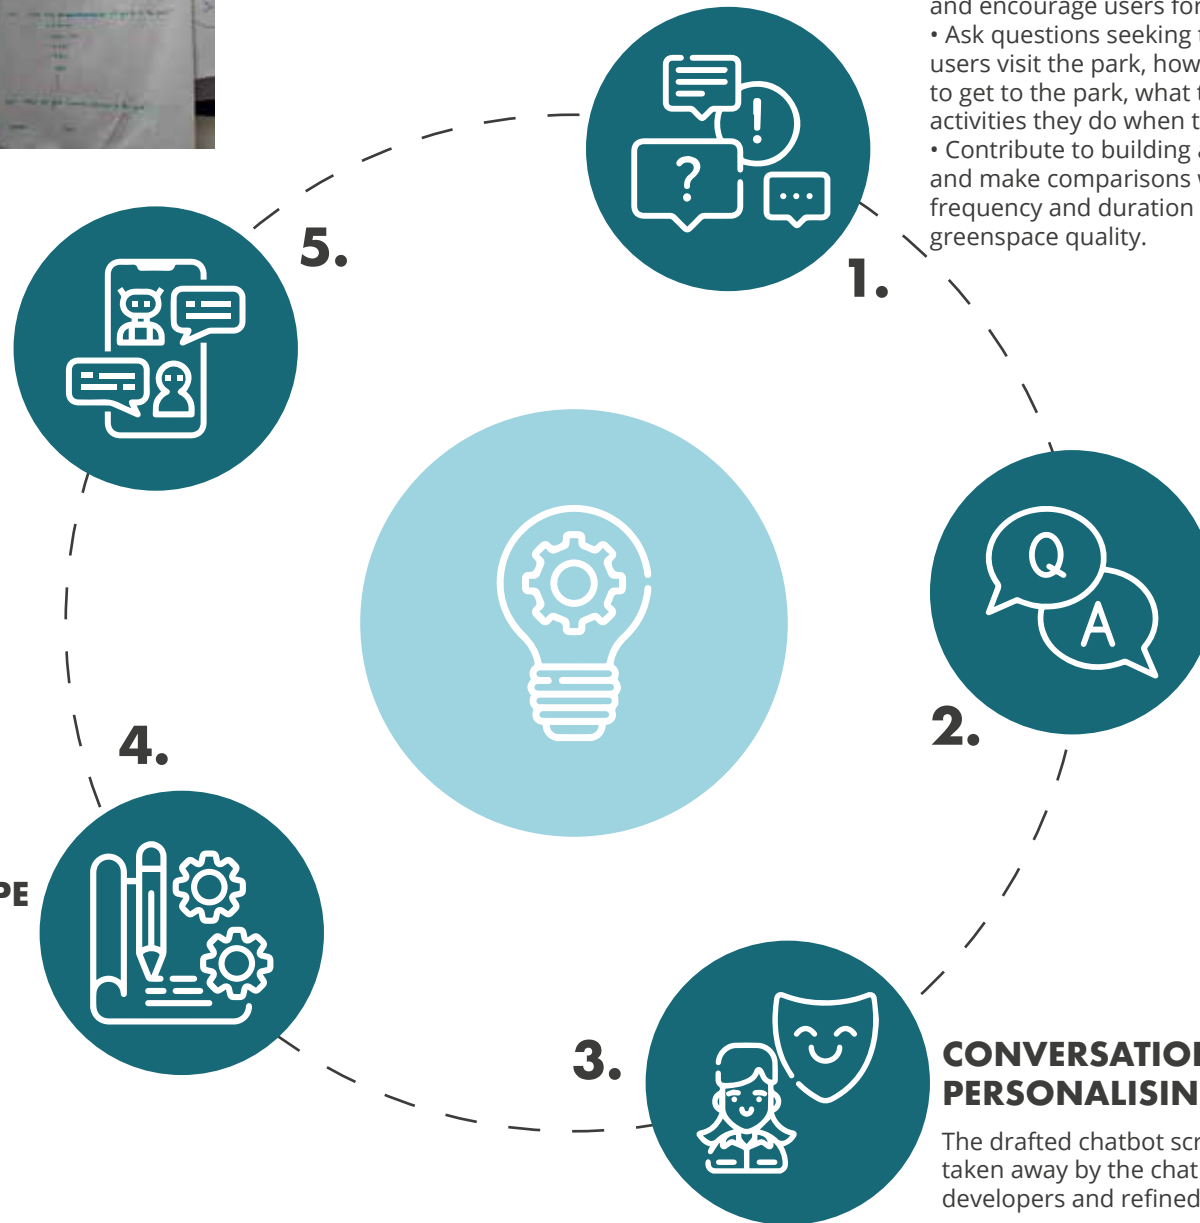 and encourage users for
• Ask questions seeking
users visit the park, how
to get to the park, what
activities they do when
• Contribute to building
and make comparisons
frequency and duration
greenspace quality.
5.
1.
Q
A
2.
4.
PE
3.
CONVERSATION
PERSONALISIN
The drafted chatbot scr
taken away by the chat
developers and refined